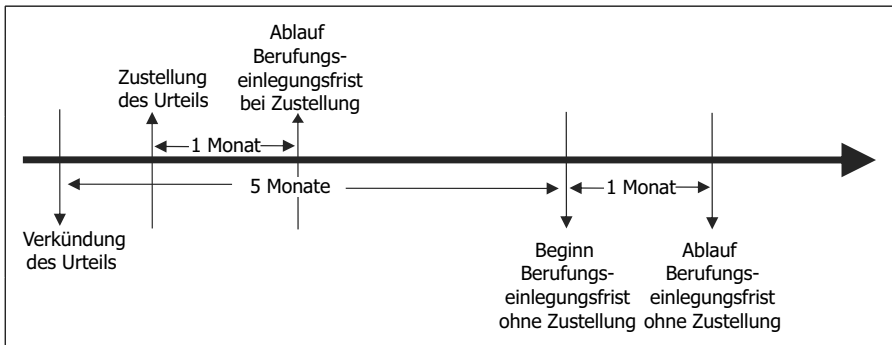 Zustellung
des Urteils
Ablauf
Berufungs-
einlegungsfrist
bei Zustellung
1 Monat
5 Monate
1 Monat
Verkündung
des Urteils
Beginn
Berufungs-
einlegungsfrist
ohne Zustellung
Ablauf
Berufungs-
einlegungsfrist
ohne Zustellung